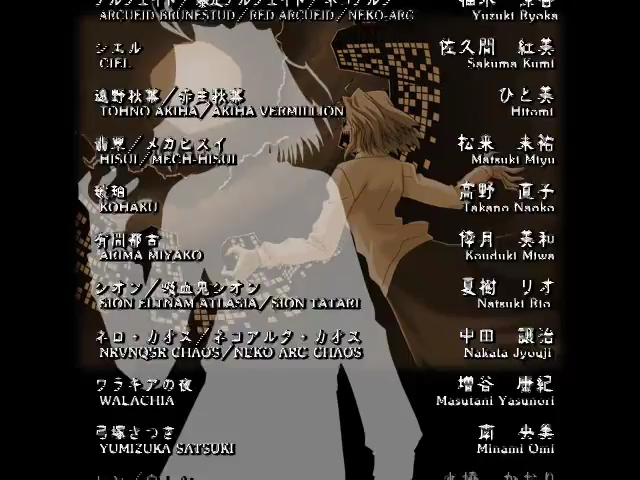 ARCUEID BRUNESTUD／RED ARCUEID／NEKO-ARC Yuzuki Ryoka
シエル 佐久間 紅美
CIEL Sakuma Kumi
遠野秋葉／赤主秋葉 ひと美
TOHNO AKIHA／AKIHA VERMILLION Hitomi
翡翠／メカヒスイ 松来 未祐
HISUI／MECH-HISUI Matsuki Miyu
琥珀 高野 直子
KOHAKU Takano Naoko
有間都古 倖月 美和
ARIMA MIYAKO Kouduki Miwa
シオン／吸血鬼シオン 夏樹 リオ
SION ELTNAM ATLASIA／SION TATARI Natsuki Rio
ネロ・カオス／ネコアルク・カオス 中田 譲治
NRVNQSR CHAOS／NEKO ARC CHAOS Nakata Jyouji
ワラキアの夜 増谷 康紀
WALACHIA Masutani Yasunori
弓塚さつき 南 央美
YUMIZUKA SATSUKI Minami Omi